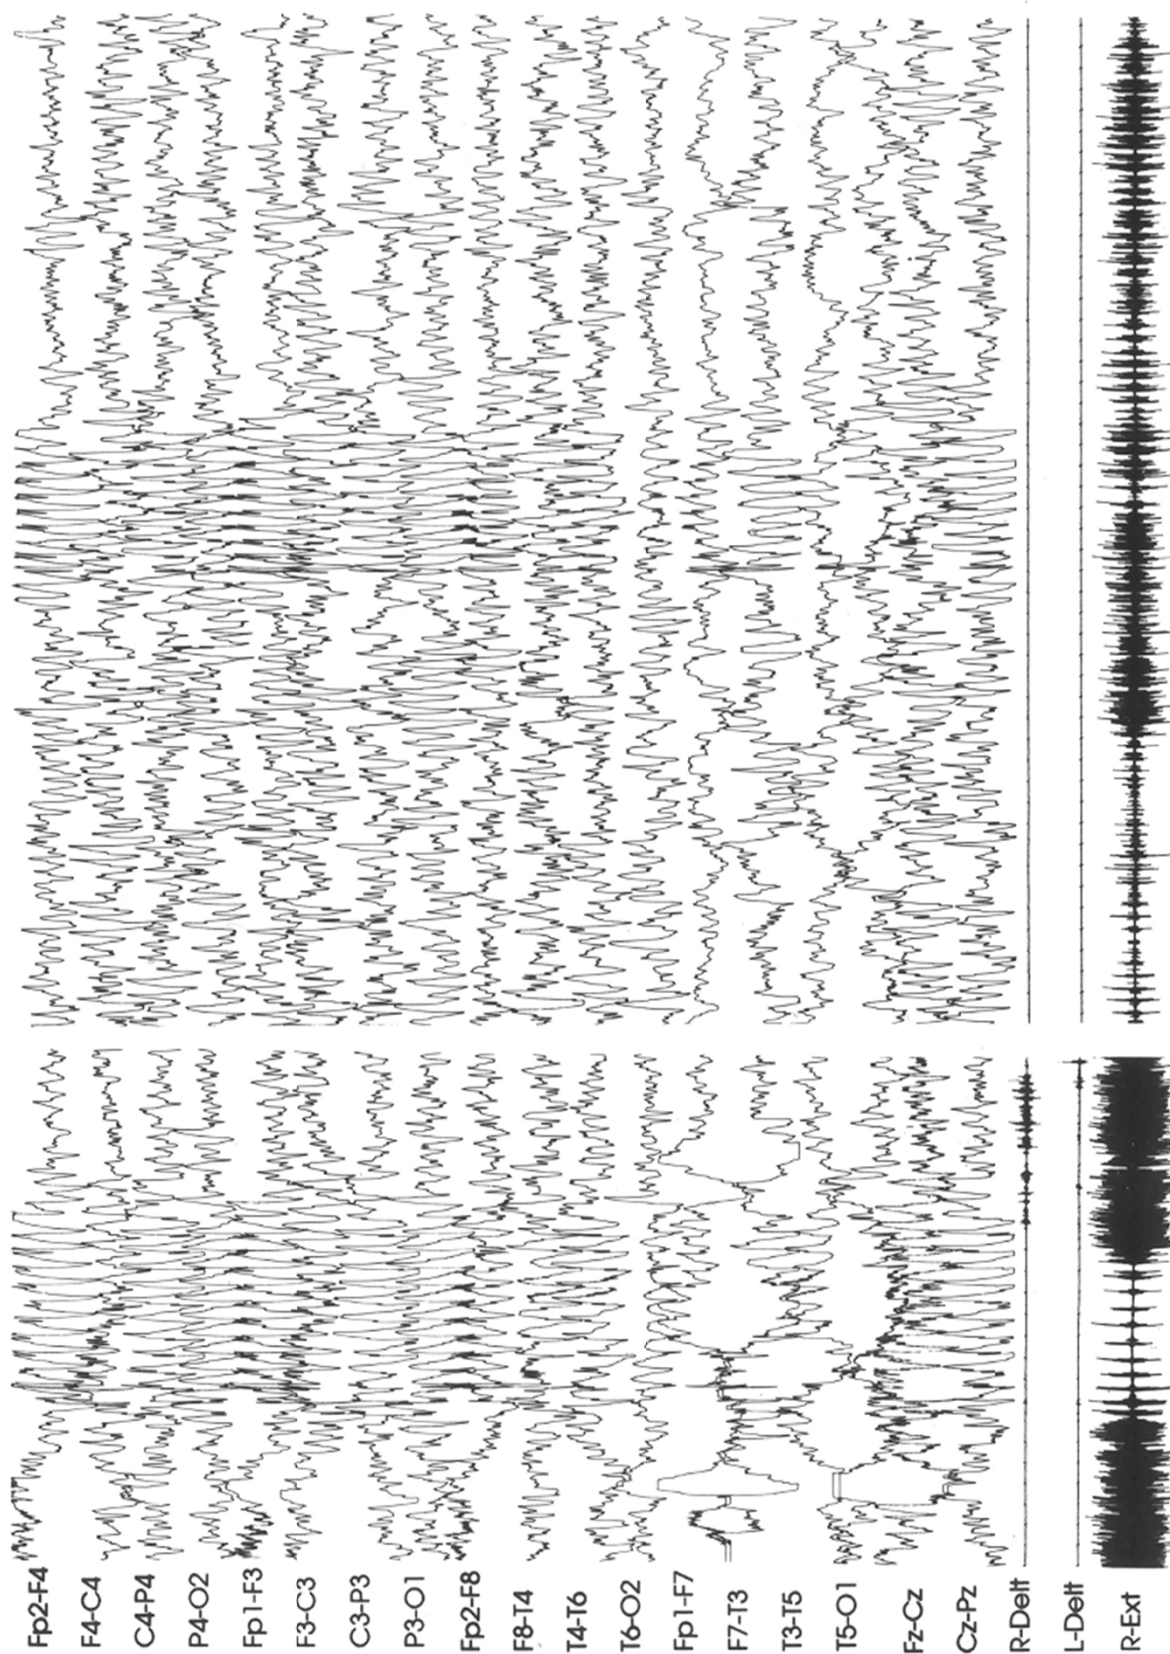 Fp2-F4
F4-C4
C4-P4
P4-O2
Fp1-F3
F3-C3
C3-P3
P3-O1
Fp2-F8
F8-T4
T4-T6
T6-O2
Fp1-F7
F7-T3
T3-T5
T5-O1
Fz-Cz
Cz-Pz
R-Delt
L-Delt
R-Ext